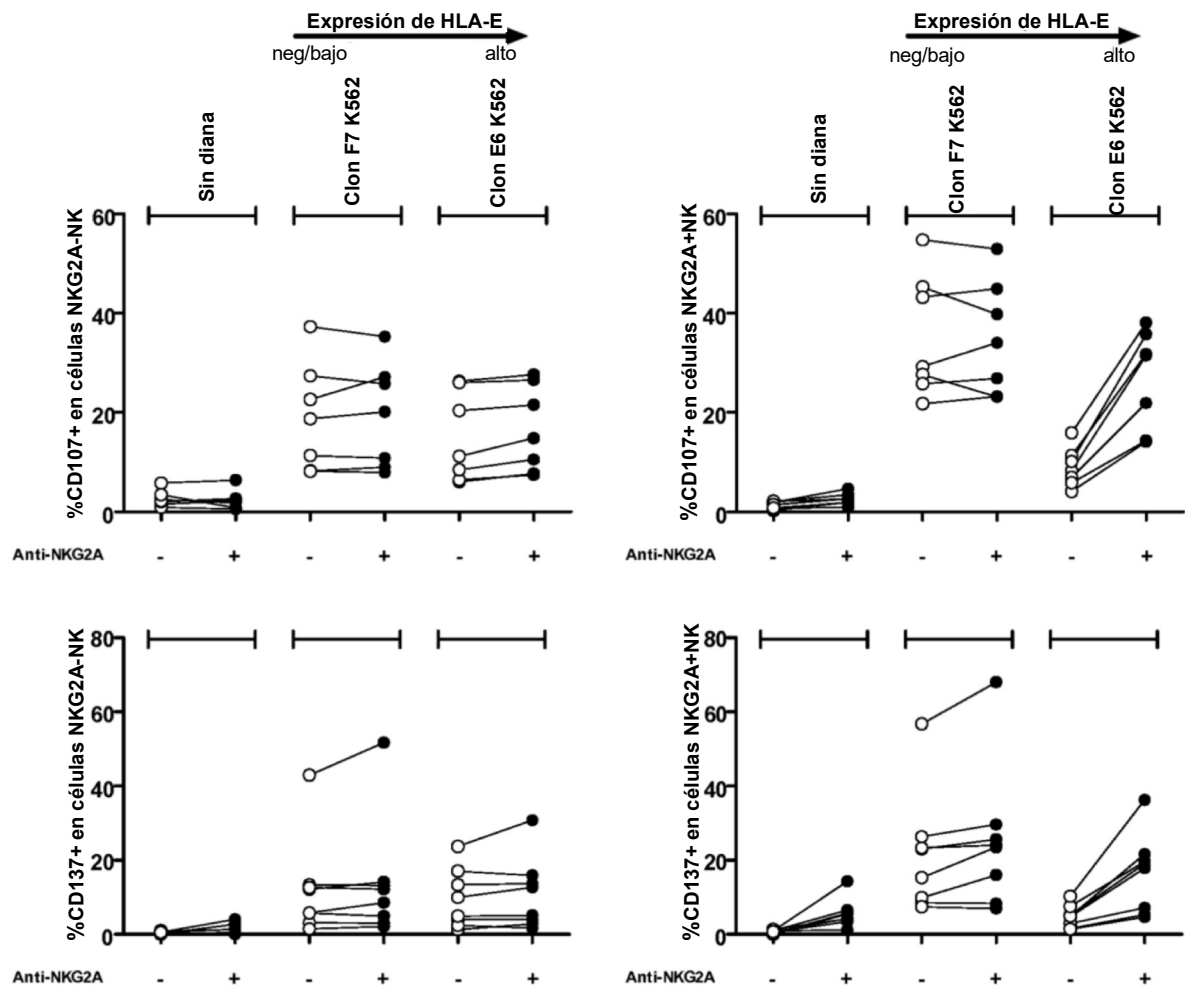 Expresión de HLA-E
neg/bajo alto
Sin diana
Clon F7 K562
Clon E6 K562
%CD107+ en células NKG2A-NK
60
40
20
0
Anti-NKG2A - + - + - +
Expresión de HLA-E
neg/bajo alto
Sin diana
Clon F7 K562
Clon E6 K562
%CD107+ en células NKG2A+NK
60
40
20
0
Anti-NKG2A - + - + - +
%CD137+ en células NKG2A-NK
80
60
40
20
0
Anti-NKG2A - + - + - +
%CD137+ en células NKG2A+NK
80
60
40
20
0
Anti-NKG2A - + - + - +